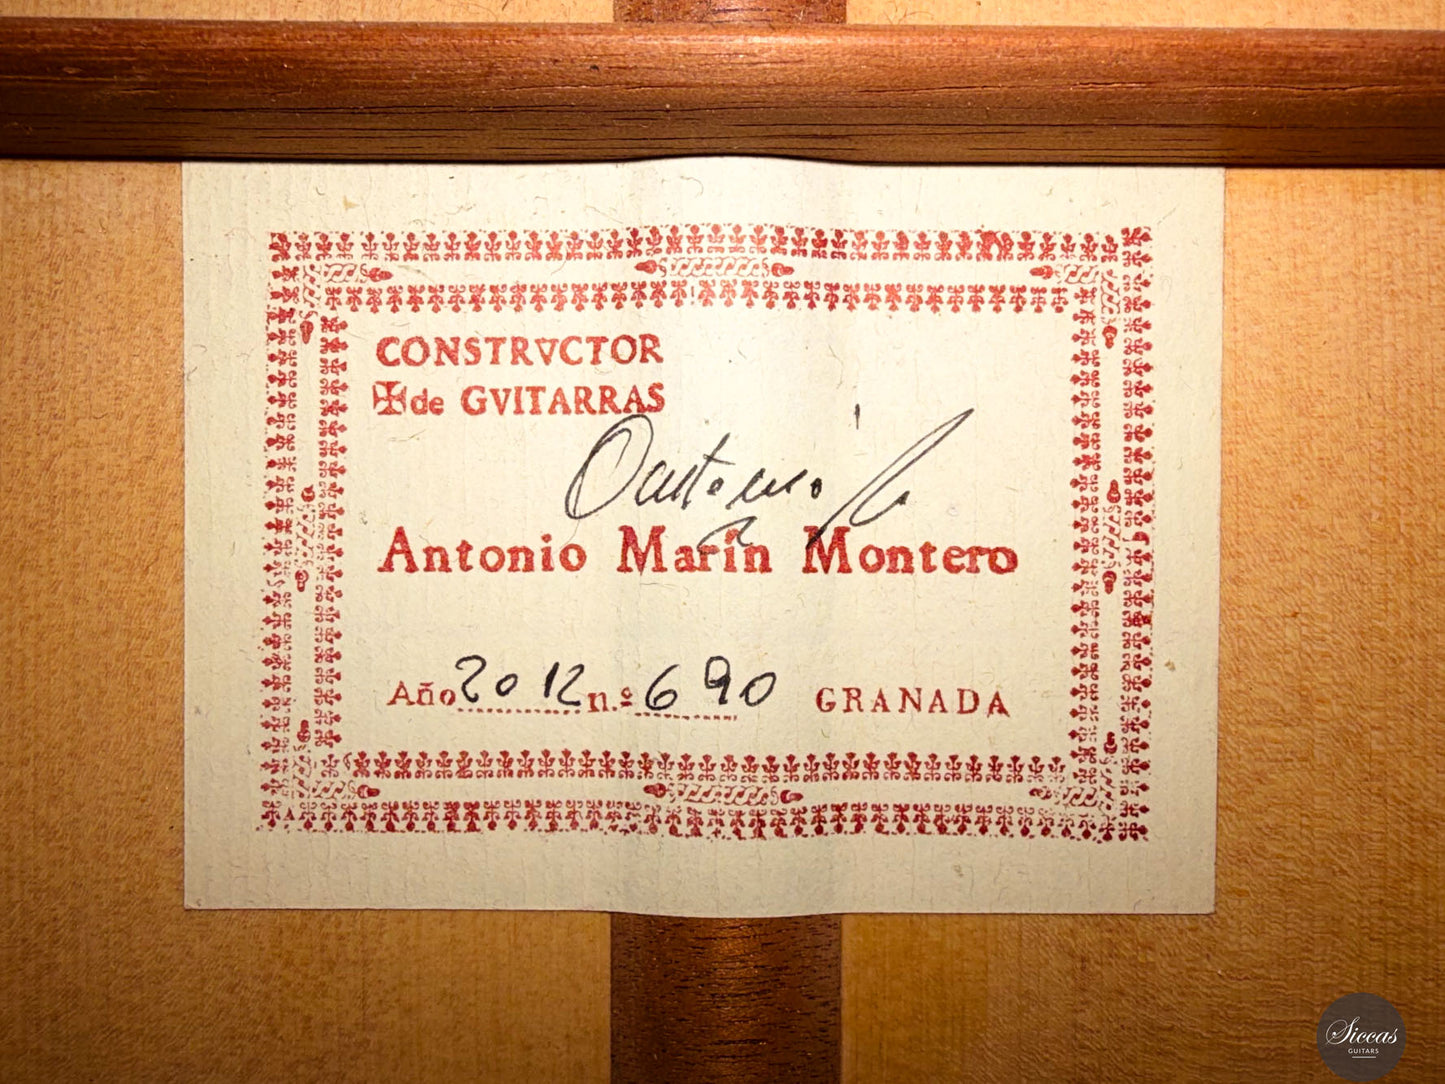 CONSTRVCTOR
✠de GVITARRAS
Antonio Marín Montero
Año 2012 n.º 690 GRANADA
Siccas
GUITARS